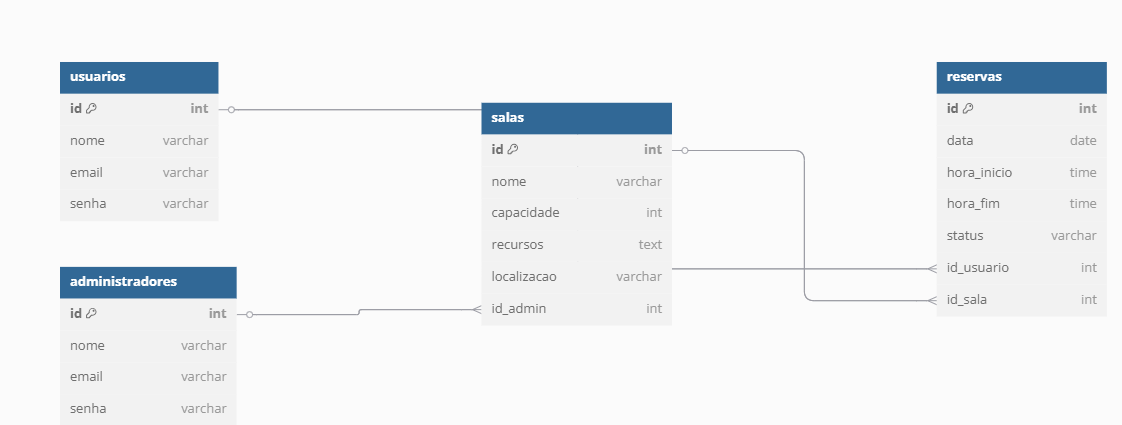 usuarios
id int
nome varchar
email varchar
senha varchar
administradores
id int
nome varchar
email varchar
senha varchar
salas
id int
nome varchar
capacidade int
recursos text
localizacao varchar
id_admin int
reservas
id int
data date
hora_inicio time
hora_fim time
status varchar
id_usuario int
id_sala int